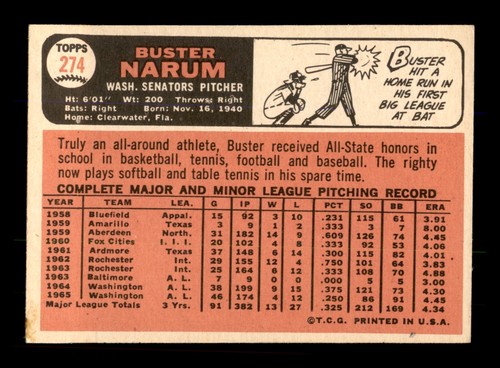 TOPPS
274
BUSTER
NARUM
WASH. SENATORS PITCHER
Ht: 6'01" Wt: 200 Throws: Right
Bats: Right Born: Nov. 16, 1940
Home: Clearwater, Fla.
BUSTER
HIT A
HOME RUN IN
HIS FIRST
BIG LEAGUE
AT BAT
Truly an all-around athlete, Buster received All-State honors in
school in basketball, tennis, football and baseball. The righty
now plays softball and table tennis in his spare time.
COMPLETE MAJOR AND MINOR LEAGUE PITCHING RECORD
YEAR TEAM LEA. G IP W L PCT SO BB ERA
1958 Bluefield Appal. 15 92 3 10 .231 115 61 3.91
1959 Amarillo Texas 3 9 1 2 .333 3 7 8.00
1959 Aberdeen North. 31 182 14 9 .609 126 74 4.45
1960 Fox Cities I. I. I. 20 101 4 8 .333 92 53 4.06
1961 Ardmore Texas 37 148 6 14 .300 82 82 4.01
1962 Rochester Int. 29 155 12 4 .750 101 64 3.83
1963 Rochester Int. 25 164 6 12 .333 108 70 4.88
1963 Baltimore A. L. 7 9 0 0 .000 5 5 3.00
1964 Washington A. L. 38 199 9 15 .375 121 73 4.30
1965 Washington A. L. 46 174 4 12 .250 86 91 4.45
Major League Totals 3 Yrs. 91 382 13 27 .325 212 169 4.34
©T.C.G. PRINTED IN U.S.A.